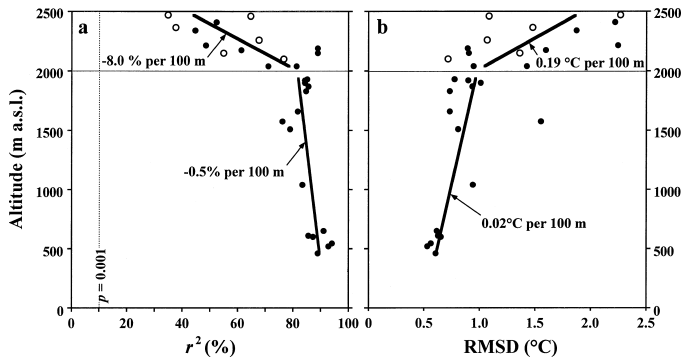 a
b
Altitude (m a.s.l.)
2500
2000
1500
1000
500
0
-8.0 % per 100 m
-0.5% per 100 m
p = 0.001
0 20 40 60 80 100
r² (%)
0.19 °C per 100 m
0.02°C per 100 m
2500
2000
1500
1000
500
0
0 0.5 1.0 1.5 2.0 2.5
RMSD (°C)